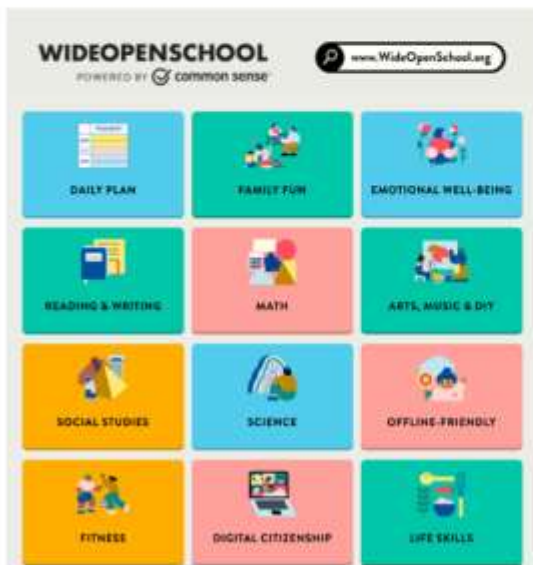 WIDEOPENSCHOOL
POWERED BY common sense
www.WideOpenSchool.org
DAILY PLAN
FAMILY FUN
EMOTIONAL WELL-BEING
READING & WRITING
MATH
ARTS, MUSIC & DIY
SOCIAL STUDIES
SCIENCE
OFFLINE-FRIENDLY
FITNESS
DIGITAL CITIZENSHIP
LIFE SKILLS